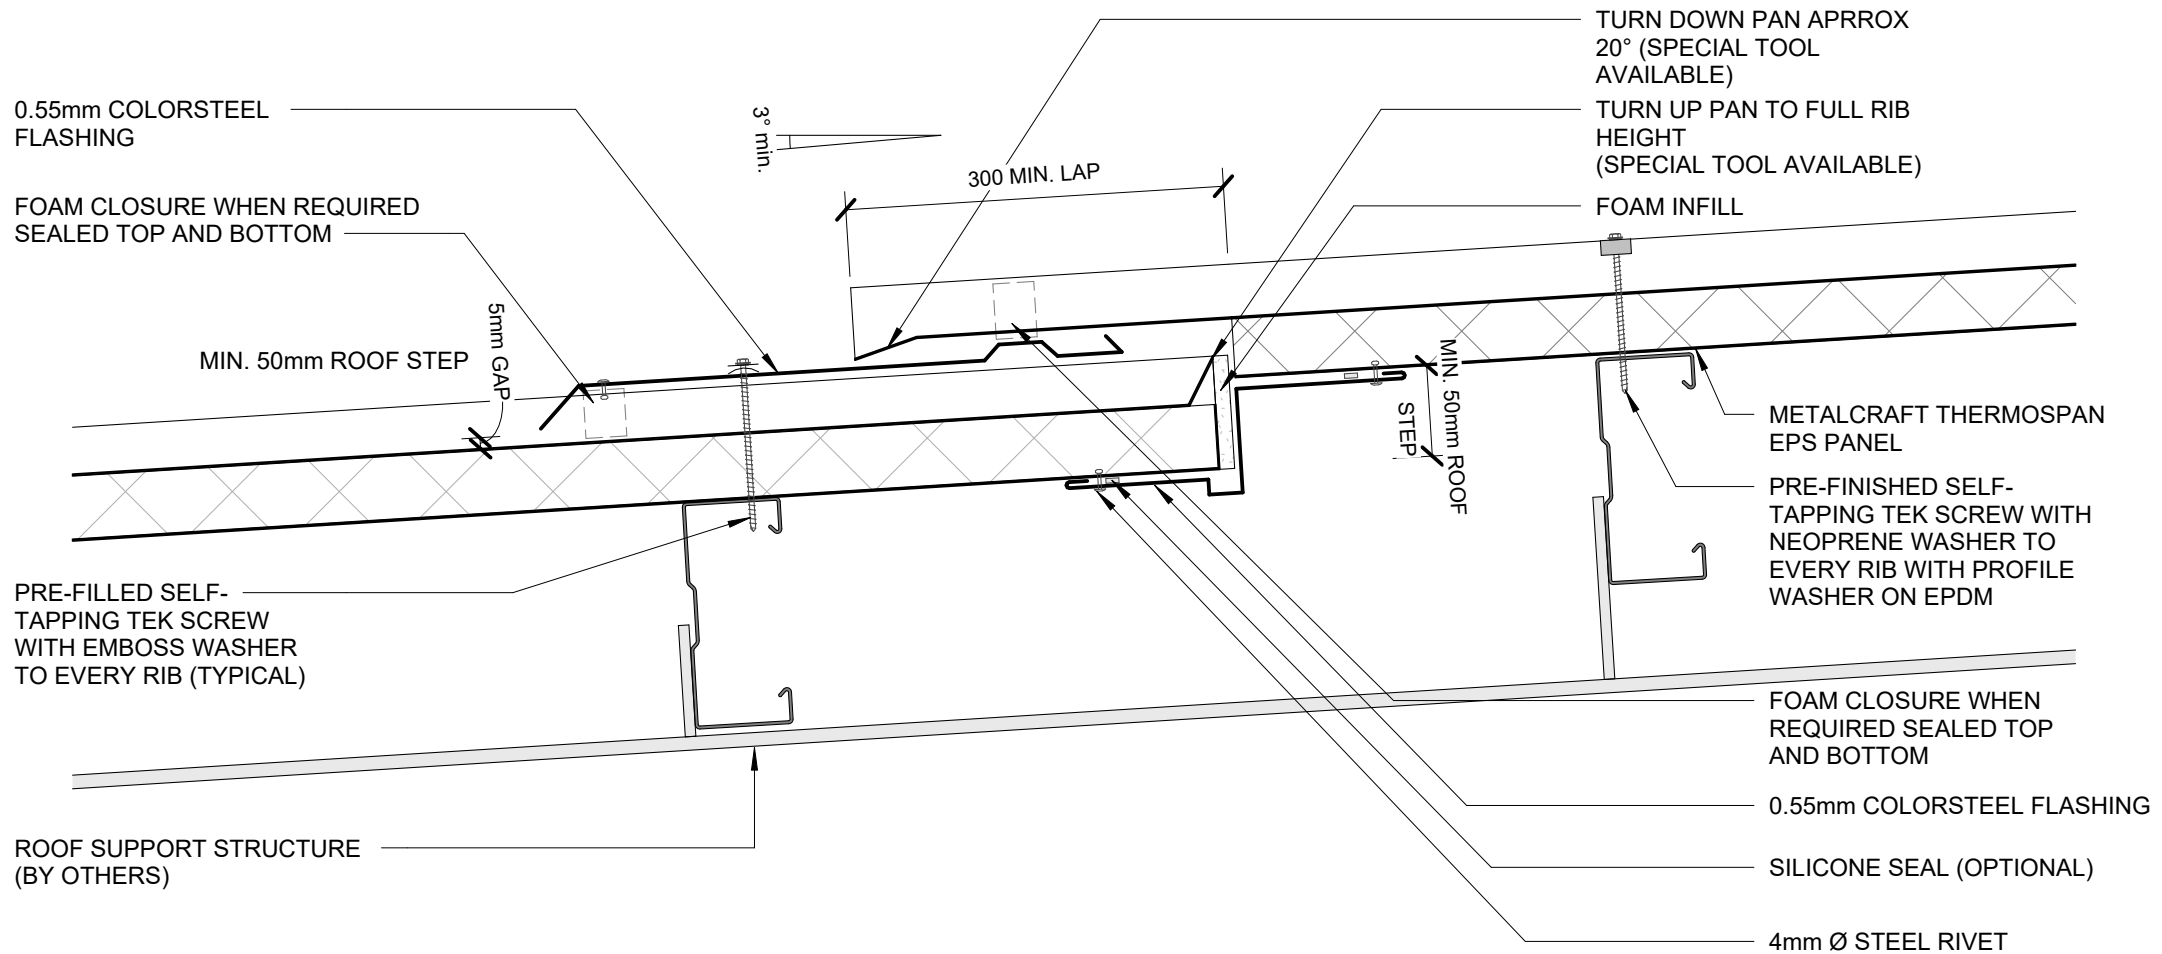 TURN DOWN PAN APRROX
20° (SPECIAL TOOL
AVAILABLE)
0.55mm COLORSTEEL
FLASHING
3° min.
TURN UP PAN TO FULL RIB
HEIGHT
(SPECIAL TOOL AVAILABLE)
300 MIN. LAP
FOAM CLOSURE WHEN REQUIRED
SEALED TOP AND BOTTOM
FOAM INFILL
5mm GAP
MIN. 50mm ROOF STEP
MIN. 50mm ROOF
STEP
METALCRAFT THERMOSPAN
EPS PANEL
PRE-FINISHED SELF-
TAPPING TEK SCREW WITH
NEOPRENE WASHER TO
EVERY RIB WITH PROFILE
WASHER ON EPDM
PRE-FILLED SELF-
TAPPING TEK SCREW
WITH EMBOSS WASHER
TO EVERY RIB (TYPICAL)
FOAM CLOSURE WHEN
REQUIRED SEALED TOP
AND BOTTOM
0.55mm COLORSTEEL FLASHING
ROOF SUPPORT STRUCTURE
(BY OTHERS)
SILICONE SEAL (OPTIONAL)
4mm Ø STEEL RIVET